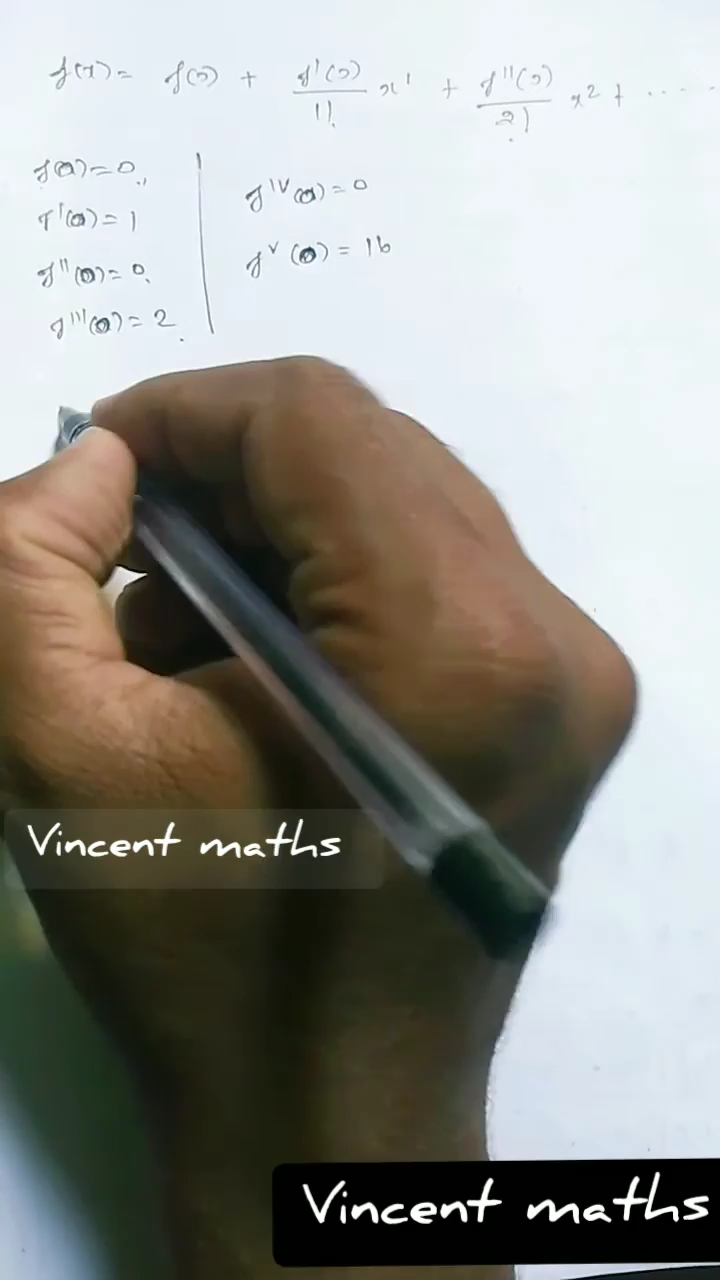 f(x) = f(0) + f'(0)/1! x¹ + f''(0)/2! x² + ......
f(0) = 0
f'(0) = 1
f''(0) = 0
f'''(0) = 2
f^IV(0) = 0
f^V(0) = 16
Vincent maths
Vincent maths